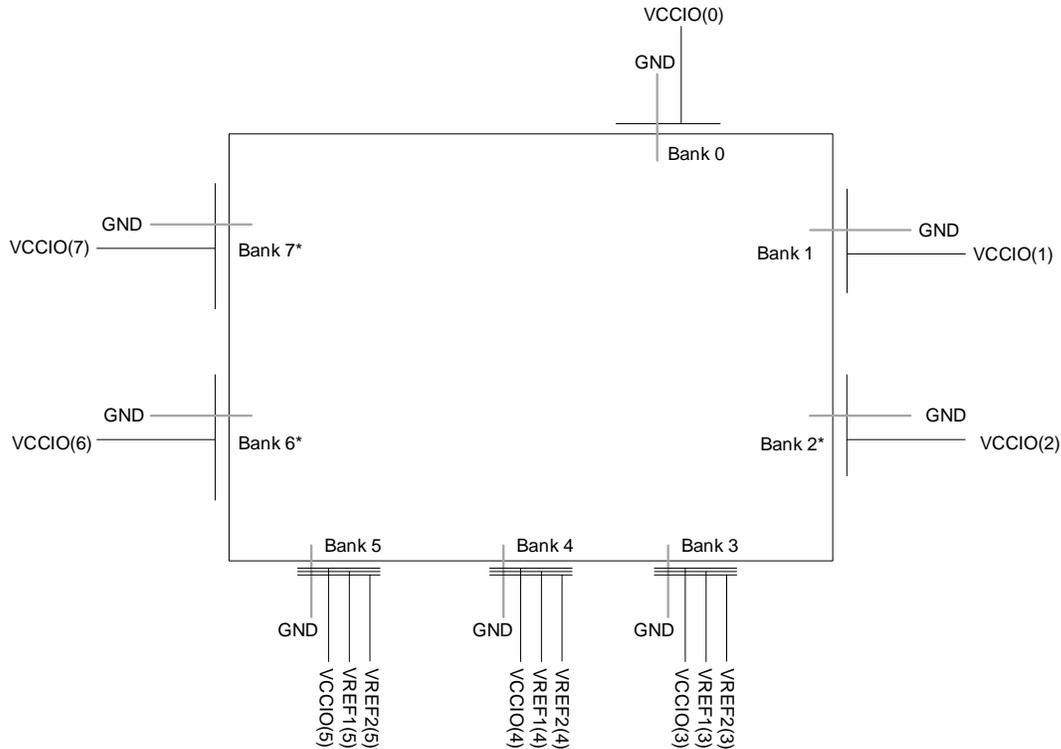 VCCIO(0)
GND
Bank 0
GND
VCCIO(7)
Bank 7*
Bank 1
GND
VCCIO(1)
GND
VCCIO(6)
Bank 6*
Bank 2*
GND
VCCIO(2)
Bank 5
Bank 4
Bank 3
GND
GND
GND
VCCIO(5)
VREF1(5)
VREF2(5)
VCCIO(4)
VREF1(4)
VREF2(4)
VCCIO(3)
VREF1(3)
VREF2(3)